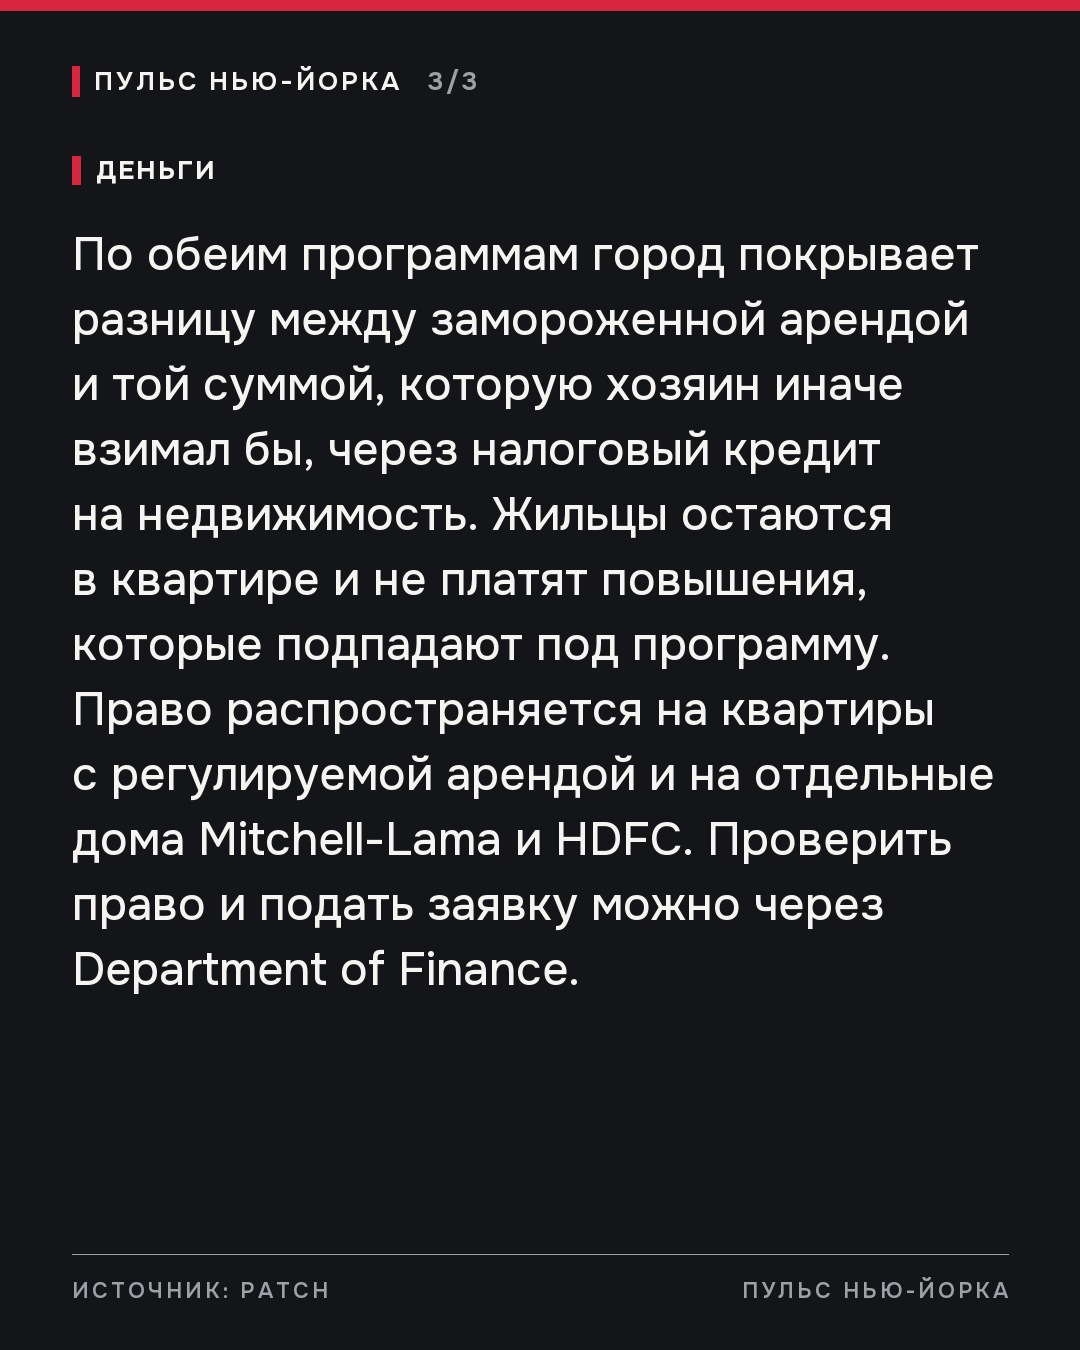 ПУЛЬС НЬЮ-ЙОРКА 3/3
ДЕНЬГИ
По обеим программам город покрывает
разницу между замороженной арендой
и той суммой, которую хозяин иначе
взимал бы, через налоговый кредит
на недвижимость. Жильцы остаются
в квартире и не платят повышения,
которые подпадают под программу.
Право распространяется на квартиры
с регулируемой арендой и на отдельные
дома Mitchell-Lama и HDFC. Проверить
право и подать заявку можно через
Department of Finance.
ИСТОЧНИК: PATCH
ПУЛЬС НЬЮ-ЙОРКА